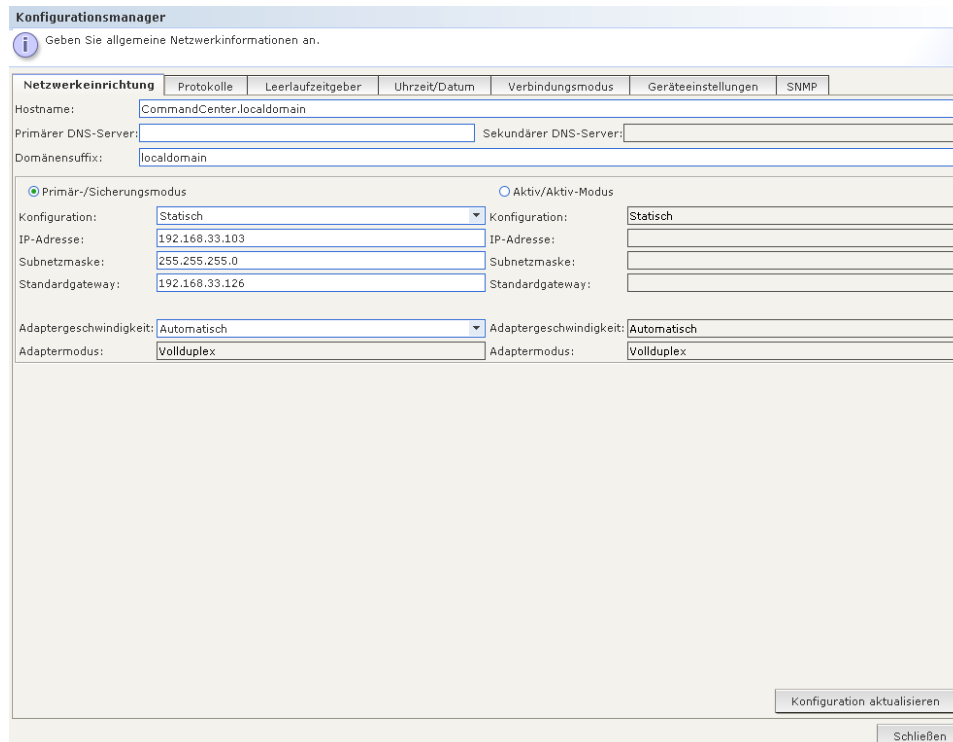 Konfigurationsmanager
Geben Sie allgemeine Netzwerkinformationen an.
Netzwerkeinrichtung Protokolle Leerlaufzeitgeber Uhrzeit/Datum Verbindungsmodus Geräteeinstellungen SNMP
Hostname: CommandCenter.localdomain
Primärer DNS-Server: Sekundärer DNS-Server:
Domänensuffix: localdomain
Primär-/Sicherungsmodus Aktiv/Aktiv-Modus
Konfiguration: Statisch Konfiguration: Statisch
IP-Adresse: 192.168.33.103 IP-Adresse:
Subnetzmaske: 255.255.255.0 Subnetzmaske:
Standardgateway: 192.168.33.126 Standardgateway:
Adaptergeschwindigkeit: Automatisch Adaptergeschwindigkeit: Automatisch
Adaptermodus: Vollduplex Adaptermodus: Vollduplex
Konfiguration aktualisieren
Schließen